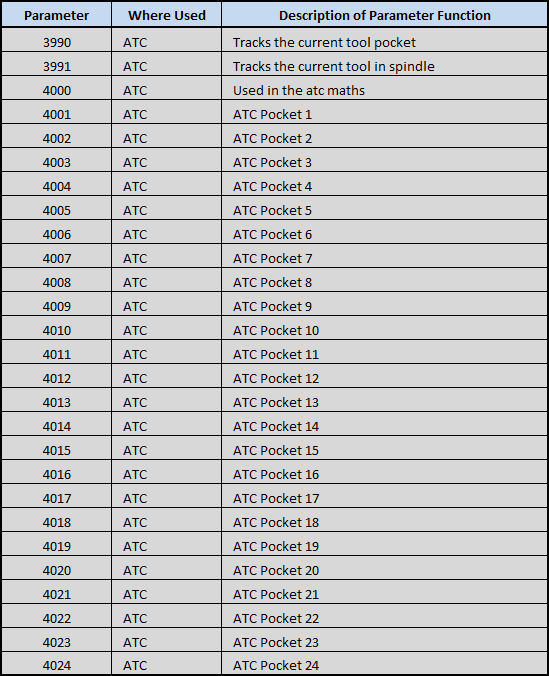 Parameter Where Used Description of Parameter Function
3990 ATC Tracks the current tool pocket
3991 ATC Tracks the current tool in spindle
4000 ATC Used in the atc maths
4001 ATC ATC Pocket 1
4002 ATC ATC Pocket 2
4003 ATC ATC Pocket 3
4004 ATC ATC Pocket 4
4005 ATC ATC Pocket 5
4006 ATC ATC Pocket 6
4007 ATC ATC Pocket 7
4008 ATC ATC Pocket 8
4009 ATC ATC Pocket 9
4010 ATC ATC Pocket 10
4011 ATC ATC Pocket 11
4012 ATC ATC Pocket 12
4013 ATC ATC Pocket 13
4014 ATC ATC Pocket 14
4015 ATC ATC Pocket 15
4016 ATC ATC Pocket 16
4017 ATC ATC Pocket 17
4018 ATC ATC Pocket 18
4019 ATC ATC Pocket 19
4020 ATC ATC Pocket 20
4021 ATC ATC Pocket 21
4022 ATC ATC Pocket 22
4023 ATC ATC Pocket 23
4024 ATC ATC Pocket 24